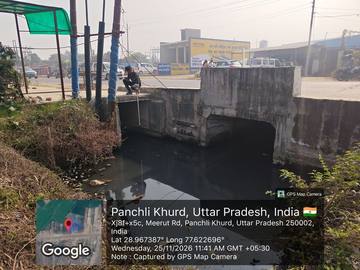 GPS Map Camera
Panchli Khurd, Uttar Pradesh, India
X8f+x5c, Meerut Rd, Panchli Khurd, Uttar Pradesh 250002,
India
Lat 28.967387° Long 77.622696°
Wednesday, 25/11/2026 11:41 AM GMT +05:30
Note : Captured by GPS Map Camera
Google